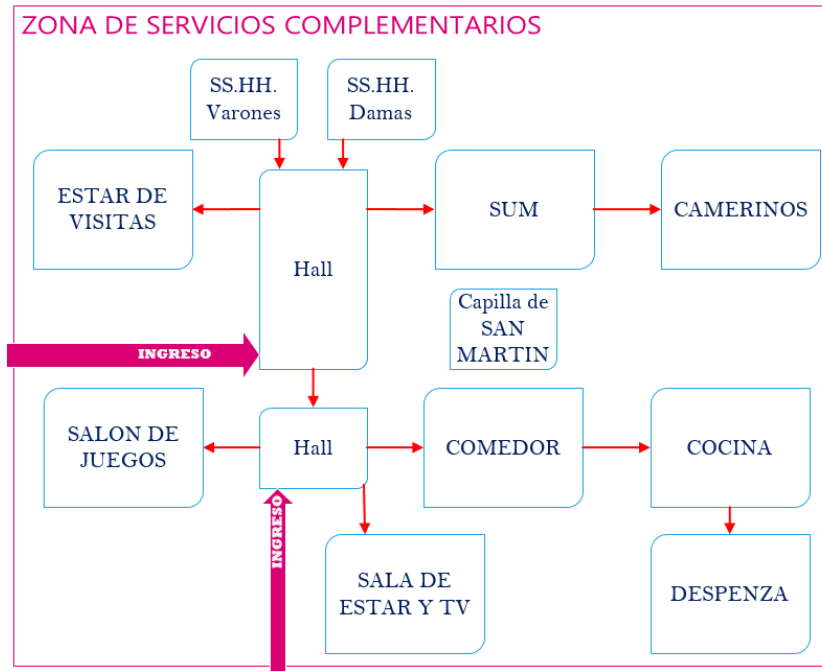 ZONA DE SERVICIOS COMPLEMENTARIOS
SS.HH.
Varones
SS.HH.
Damas
ESTAR DE
VISITAS
Hall
SUM
CAMERINOS
Capilla de
SAN
MARTIN
INGRESO
SALON DE
JUEGOS
Hall
COMEDOR
COCINA
INGRESO
SALA DE
ESTAR Y TV
DESPENZA